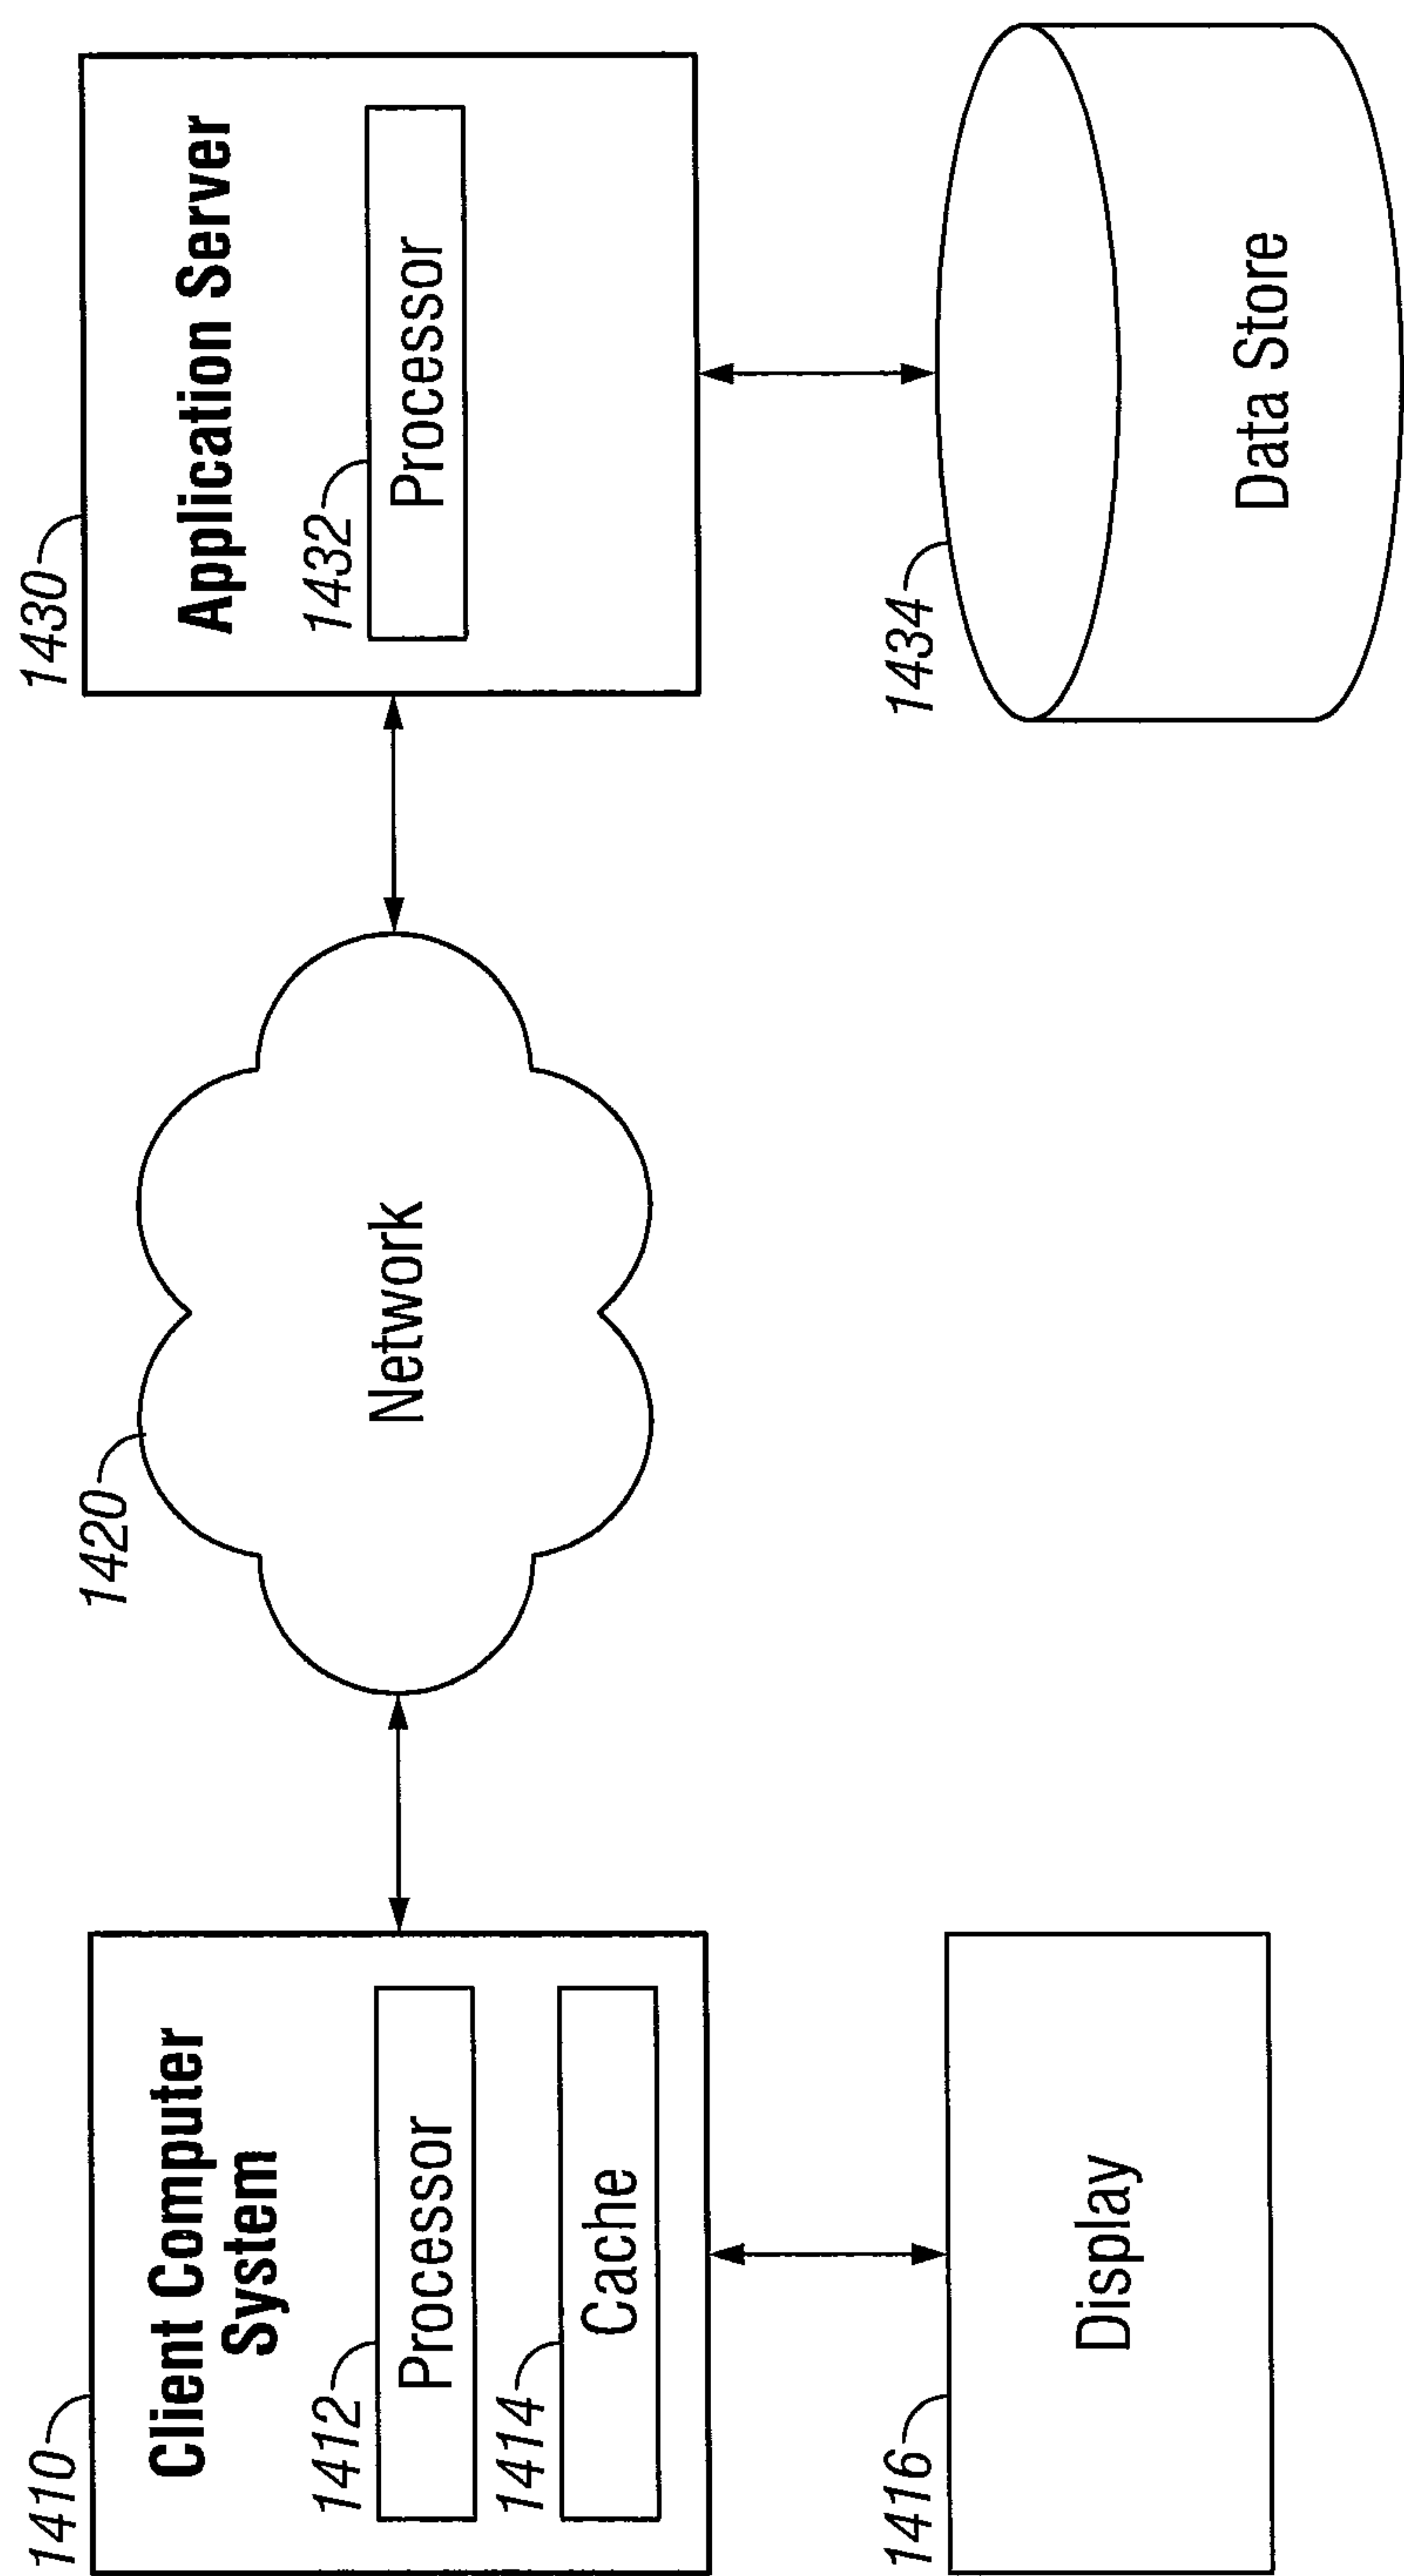 1410
Client Computer
System
1412
Processor
1414
Cache
1416
Display
1420
Network
1430
Application Server
1432
Processor
1434
Data Store